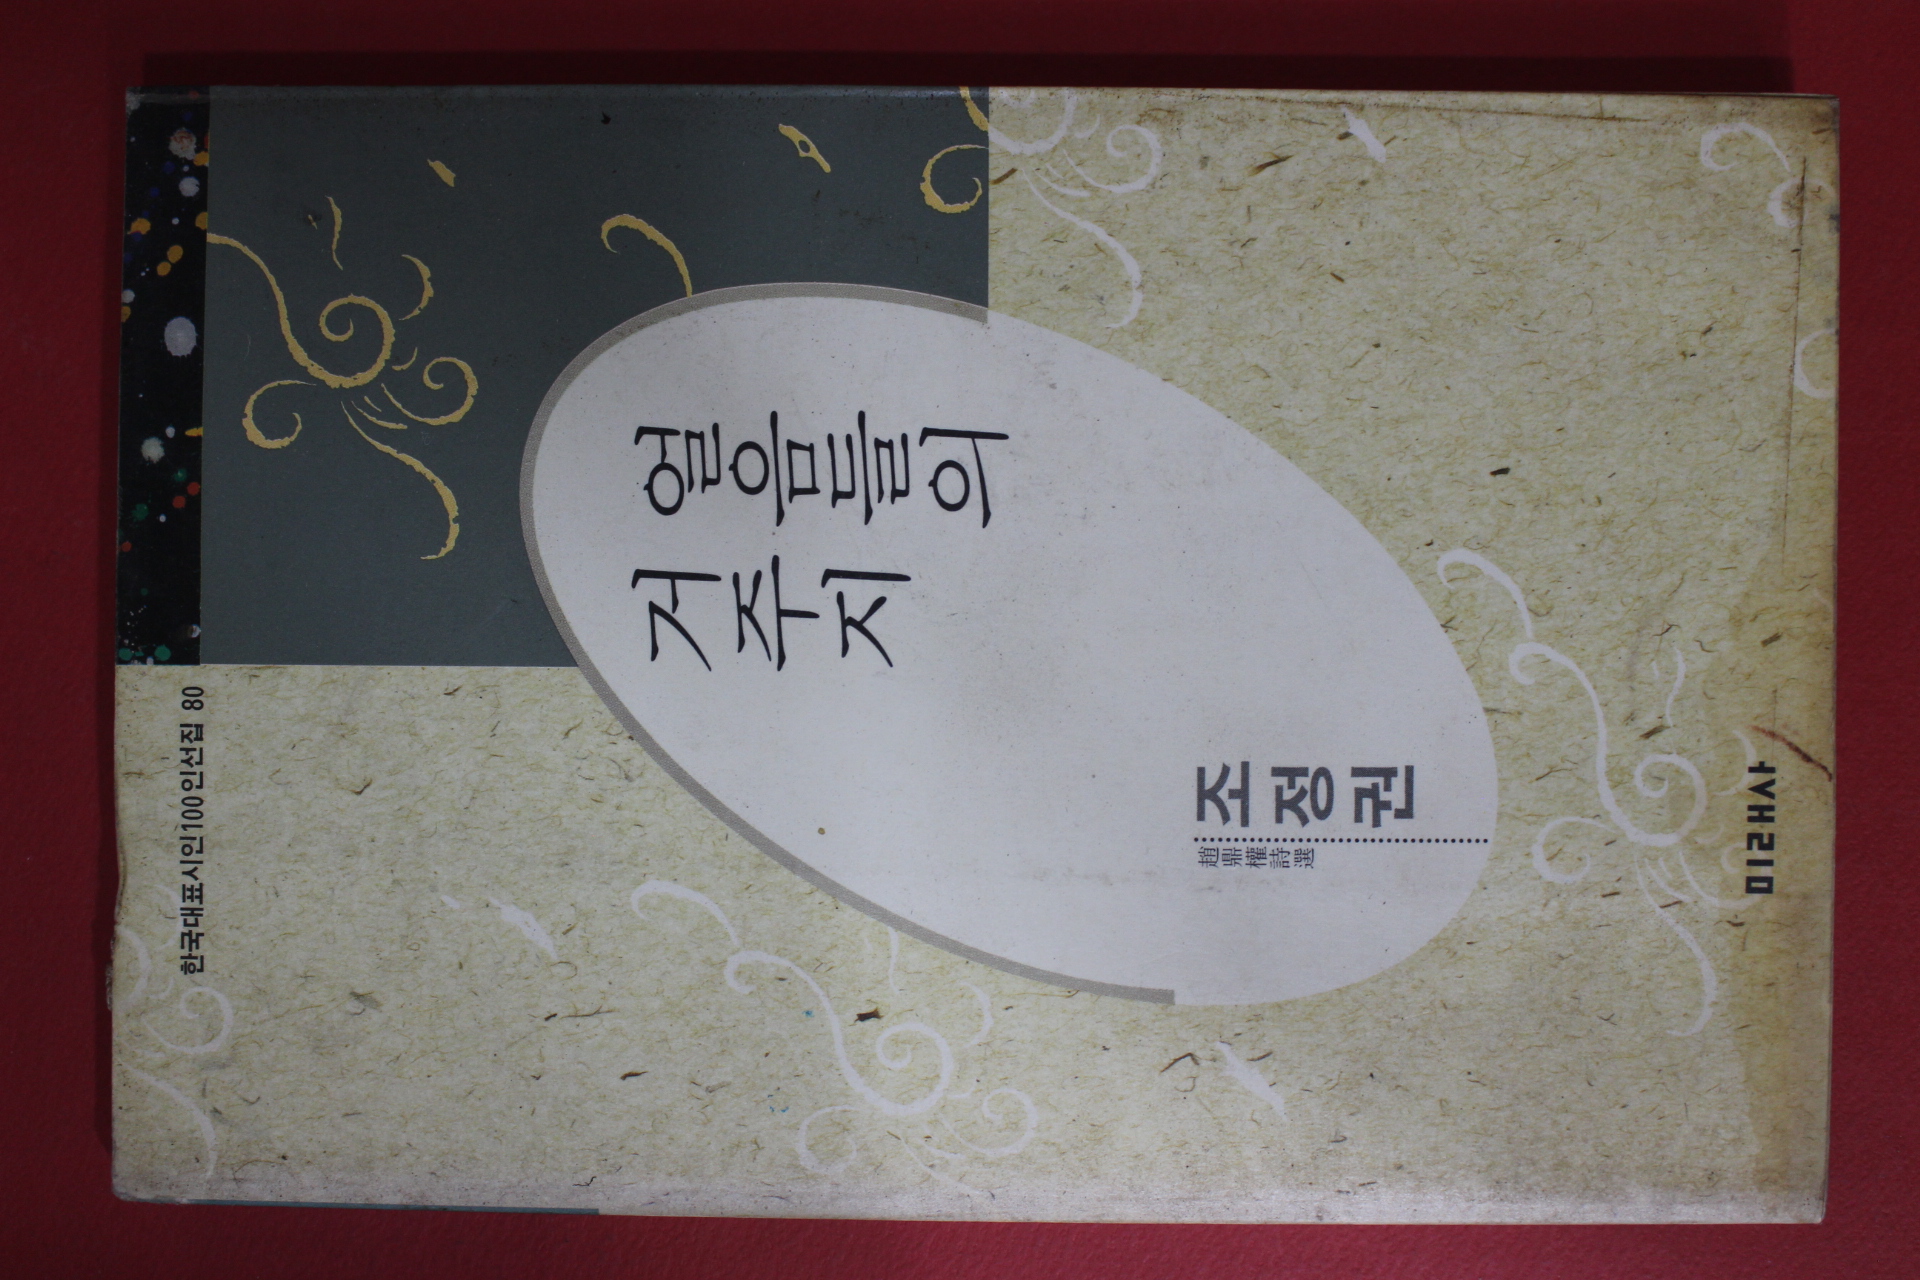 한국대표시인100인선집 80
얼음들의
거주지
조정권
趙鼎權詩選
미래사